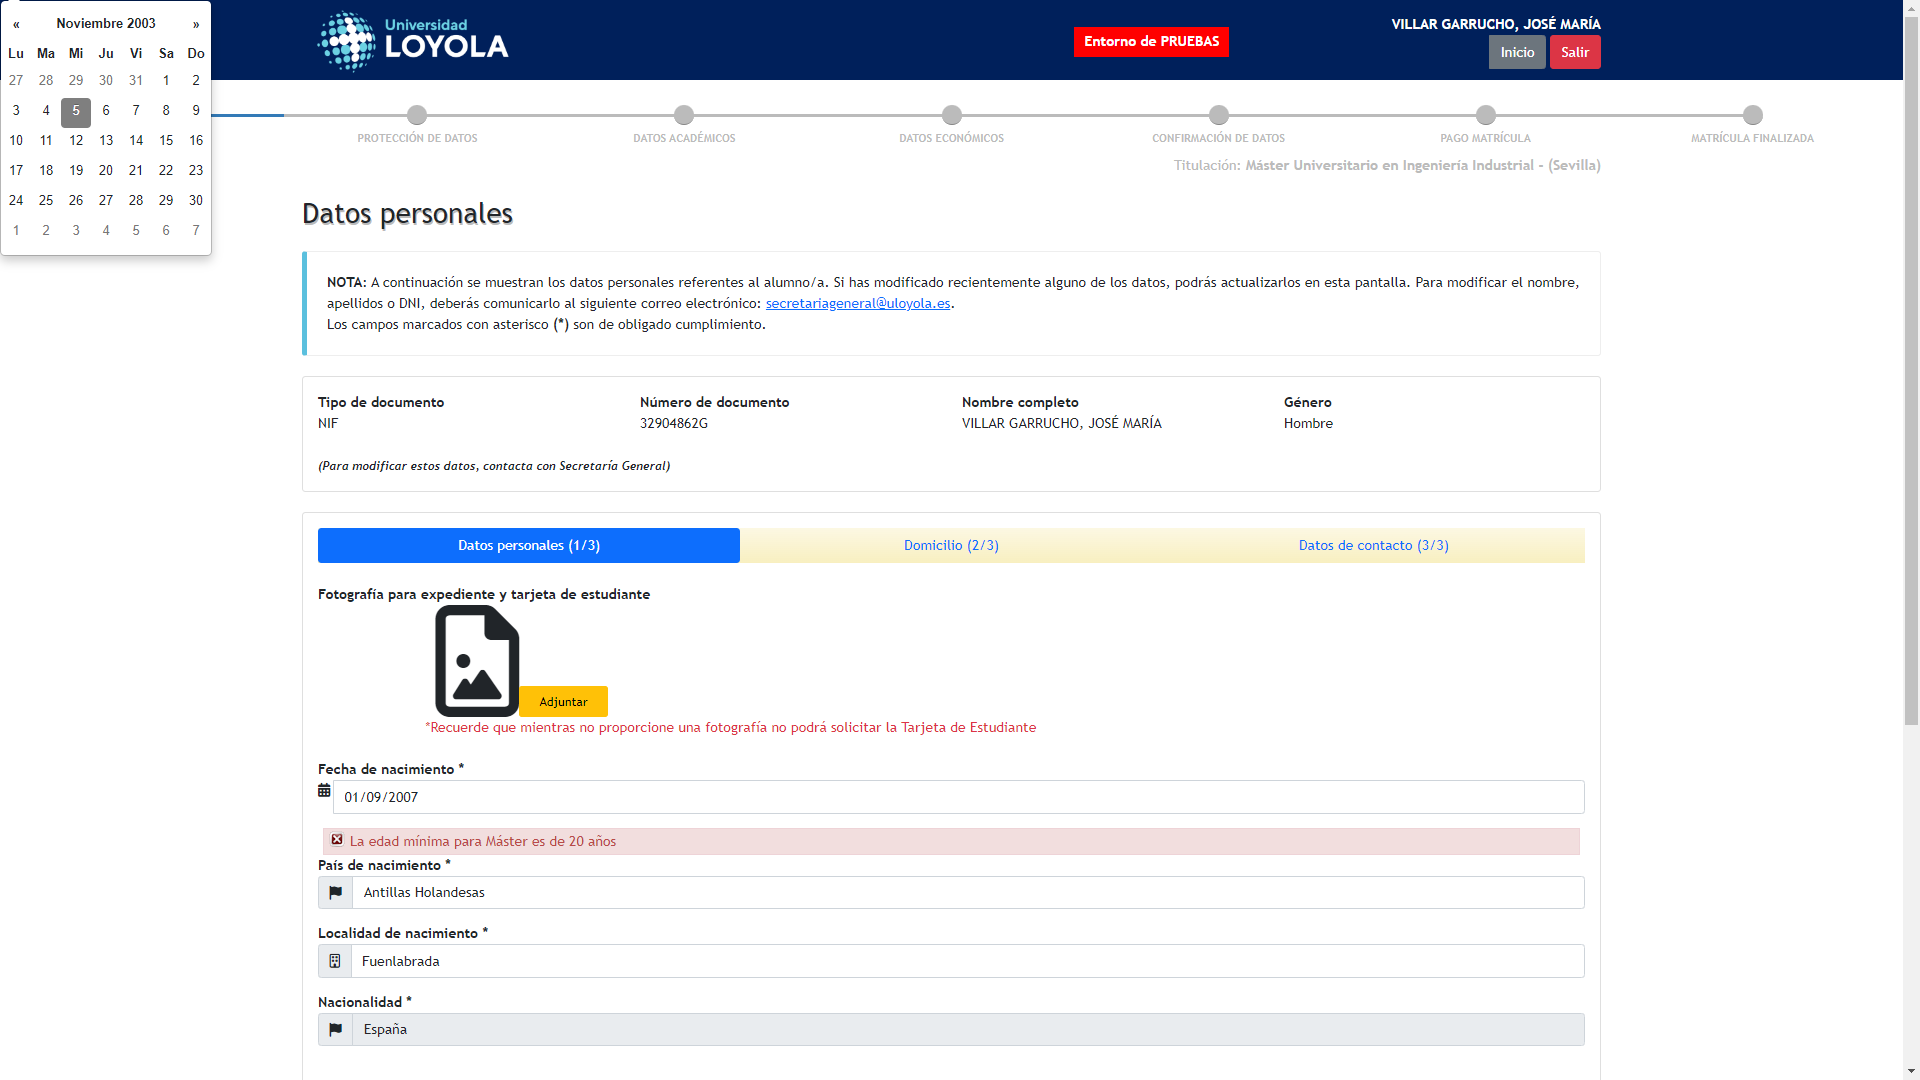 « Noviembre 2003 »
Lu Ma Mi Ju Vi Sa Do
27 28 29 30 31 1 2
3 4 5 6 7 8 9
10 11 12 13 14 15 16
17 18 19 20 21 22 23
24 25 26 27 28 29 30
1 2 3 4 5 6 7
Universidad
LOYOLA
Entorno de PRUEBAS
VILLAR GARRUCHO, JOSÉ MARÍA
Inicio Salir
PROTECCIÓN DE DATOS DATOS ACADÉMICOS DATOS ECONÓMICOS CONFIRMACIÓN DE DATOS PAGO MATRÍCULA MATRÍCULA FINALIZADA
Titulación: Máster Universitario en Ingeniería Industrial - (Sevilla)
Datos personales
NOTA: A continuación se muestran los datos personales referentes al alumno/a. Si has modificado recientemente alguno de los datos, podrás actualizarlos en esta pantalla. Para modificar el nombre,
apellidos o DNI, deberás comunicarlo al siguiente correo electrónico: secretariageneral@uloyola.es.
Los campos marcados con asterisco (*) son de obligado cumplimiento.
Tipo de documento Número de documento Nombre completo Género
NIF 32904862G VILLAR GARRUCHO, JOSÉ MARÍA Hombre
(Para modificar estos datos, contacta con Secretaría General)
Datos personales (1/3) Domicilio (2/3) Datos de contacto (3/3)
Fotografía para expediente y tarjeta de estudiante
Adjuntar
*Recuerde que mientras no proporcione una fotografía no podrá solicitar la Tarjeta de Estudiante
Fecha de nacimiento *
01/09/2007
La edad mínima para Máster es de 20 años
País de nacimiento *
Antillas Holandesas
Localidad de nacimiento *
Fuenlabrada
Nacionalidad *
España